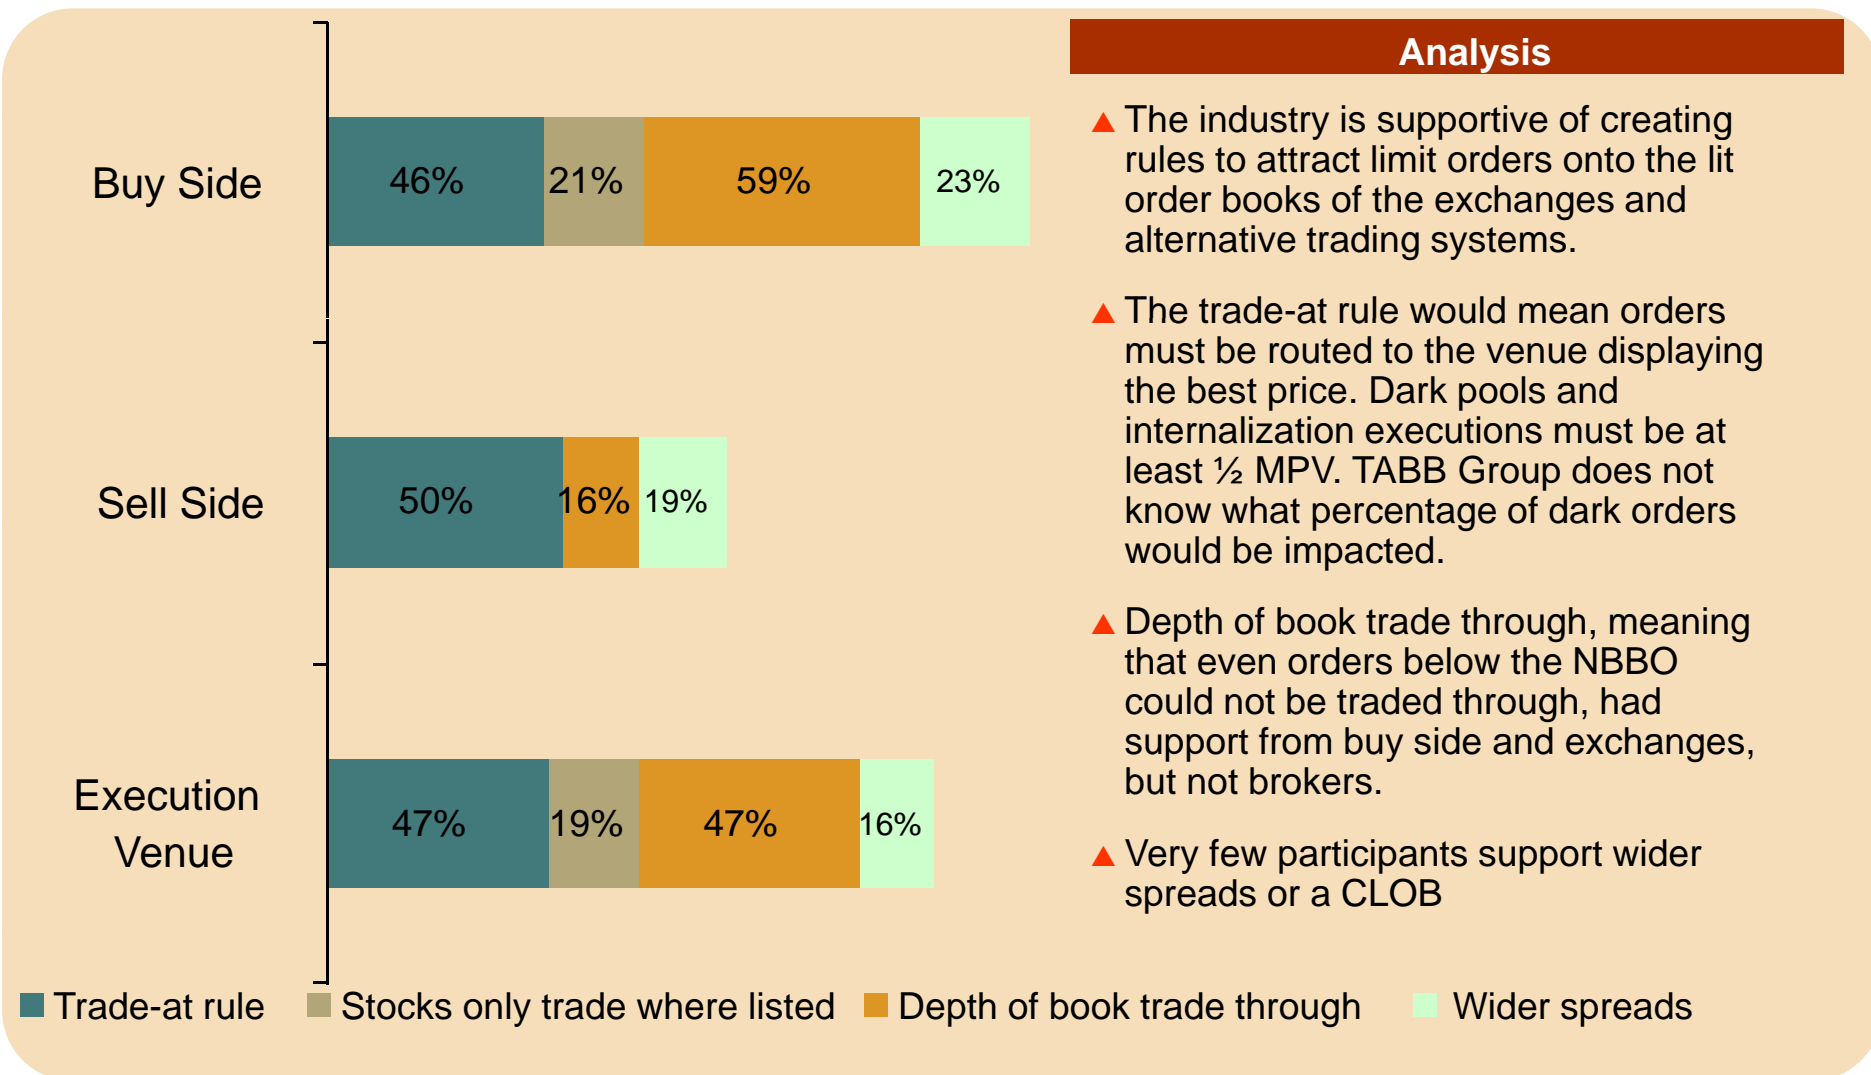 Buy Side
46% 21% 59% 23%
Sell Side
50% 16% 19%
Execution
Venue
47% 19% 47% 16%
Analysis
The industry is supportive of creating
rules to attract limit orders onto the lit
order books of the exchanges and
alternative trading systems.
The trade-at rule would mean orders
must be routed to the venue displaying
the best price. Dark pools and
internalization executions must be at
least ½ MPV. TABB Group does not
know what percentage of dark orders
would be impacted.
Depth of book trade through, meaning
that even orders below the NBBO
could not be traded through, had
support from buy side and exchanges,
but not brokers.
Very few participants support wider
spreads or a CLOB
Trade-at rule Stocks only trade where listed Depth of book trade through Wider spreads